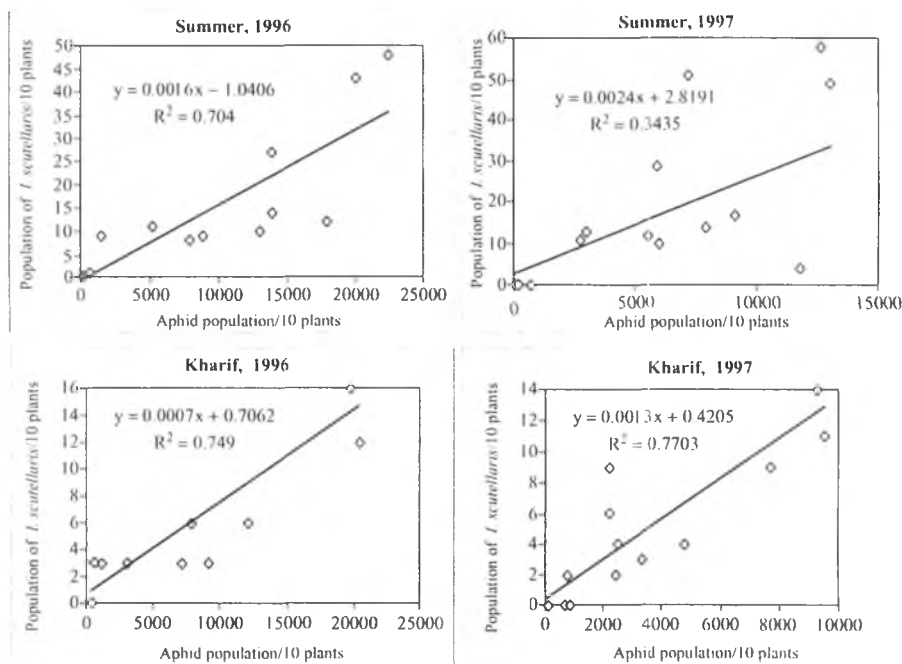 Summer, 1996
50
45
40
35
30
25
20
15
10
5
0
y = 0.0016x − 1.0406
R² = 0.704
Population of I. scutellaris/10 plants
0 5000 10000 15000 20000 25000
Aphid population/10 plants
Summer, 1997
60
50
40
30
20
10
0
y = 0.0024x + 2.8191
R² = 0.3435
Population of I. scutellaris/10 plants
5000 10000 15000
Aphid population/10 plants
Kharif, 1996
16
14
12
10
8
6
4
2
0
y = 0.0007x + 0.7062
R² = 0.749
Population of I. scutellaris/10 plants
0 5000 10000 15000 20000 25000
Aphid population/10 plants
Kharif, 1997
14
12
10
8
6
4
2
0
y = 0.0013x + 0.4205
R² = 0.7703
Population of I. scutellaris/10 plants
0 2000 4000 6000 8000 10000
Aphid population/10 plants